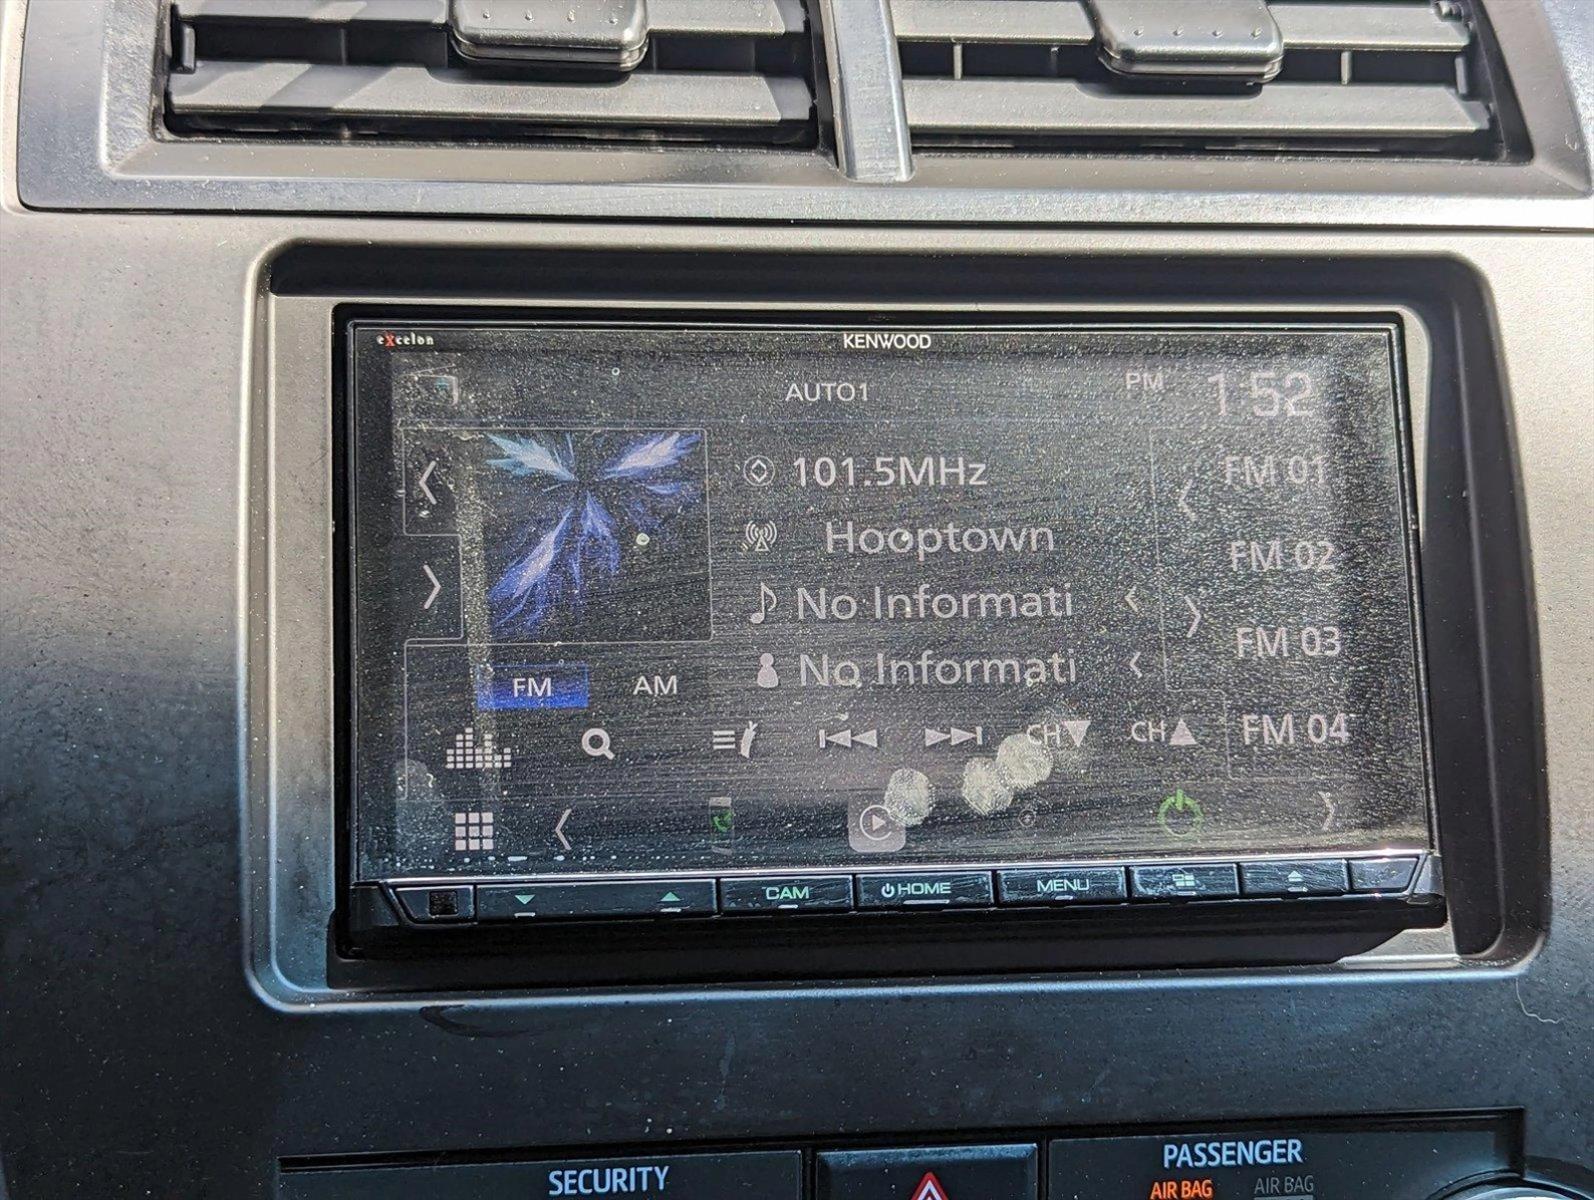 eXcelon
KENWOOD
AUTO1
PM 1:52
101.5MHz
Hooptown
No Informati
No Informati
FM 01
FM 02
FM 03
FM 04
FM
AM
CH
CH
CAM
HOME
MENU
SECURITY
PASSENGER
AIR BAG
AIR BAG